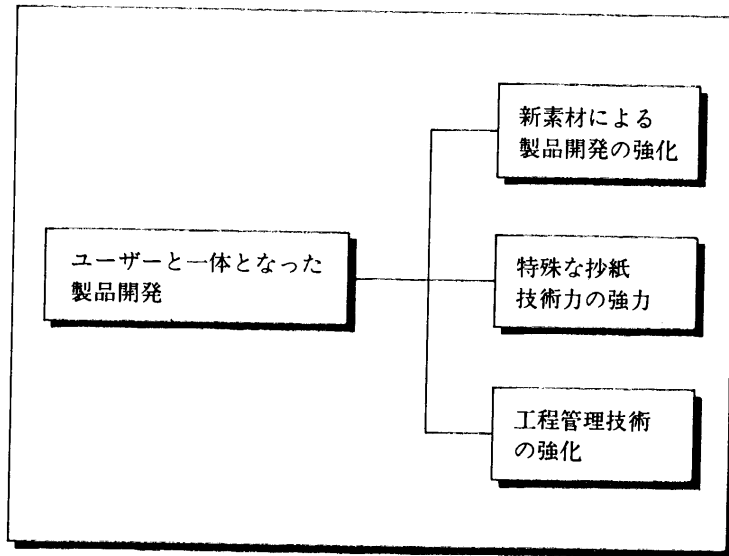 ユーザーと一体となった
製品開発
新素材による
製品開発の強化
特殊な抄紙
技術力の強力
工程管理技術
の強化